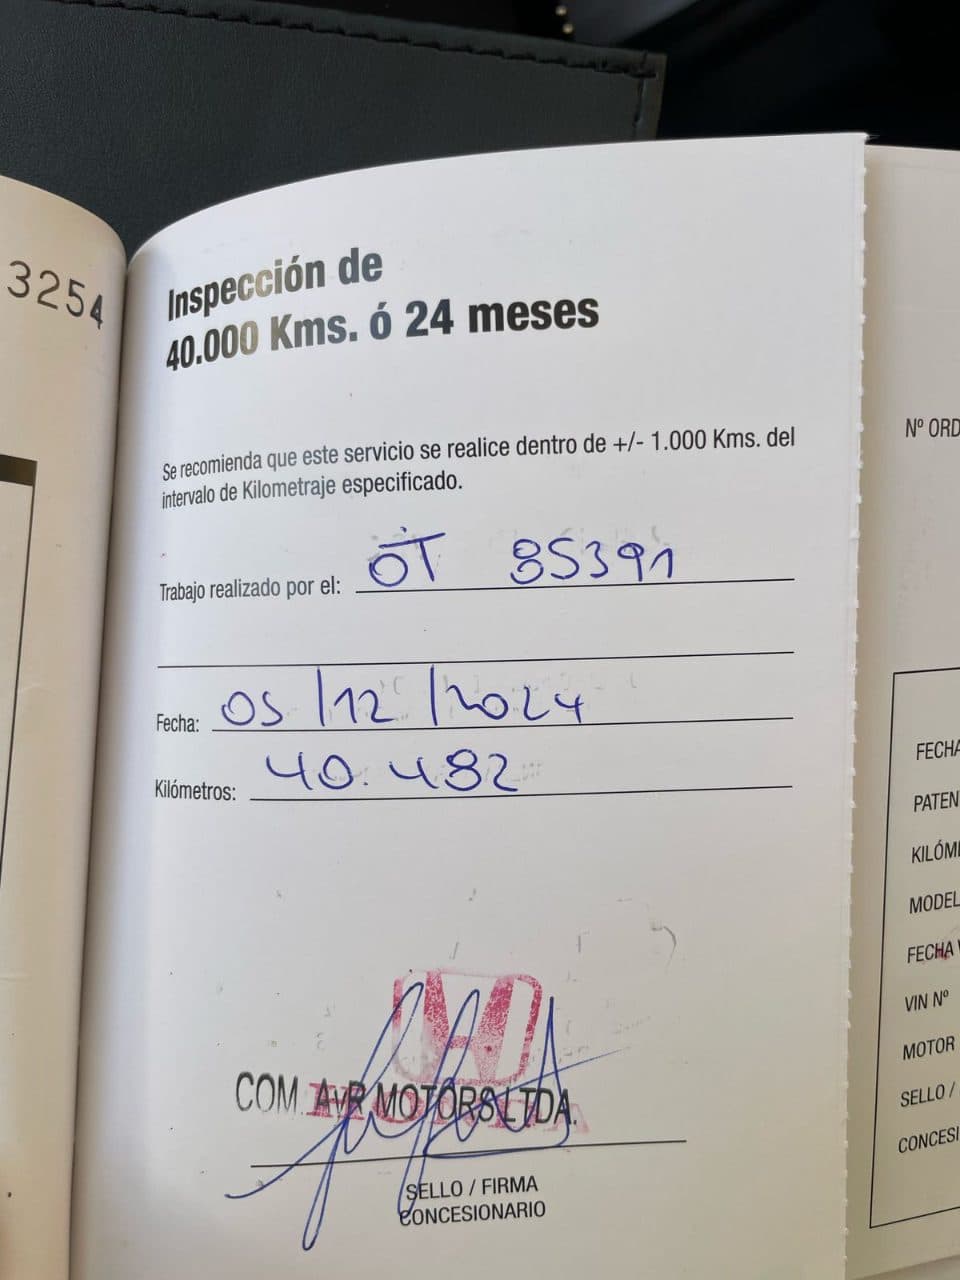 3254
Inspección de
40.000 Kms. ó 24 meses
Se recomienda que este servicio se realice dentro de +/- 1.000 Kms. del
intervalo de Kilometraje especificado.
Trabajo realizado por el: OT 85391
Fecha: 05/12/2024
Kilómetros: 40.482
COM. AVR MOTORS LTDA.
SELLO / FIRMA
CONCESIONARIO
Nº ORD
FECHA
PATEN
KILÓM
MODEL
FECHA
VIN Nº
MOTOR
SELLO /
CONCESI